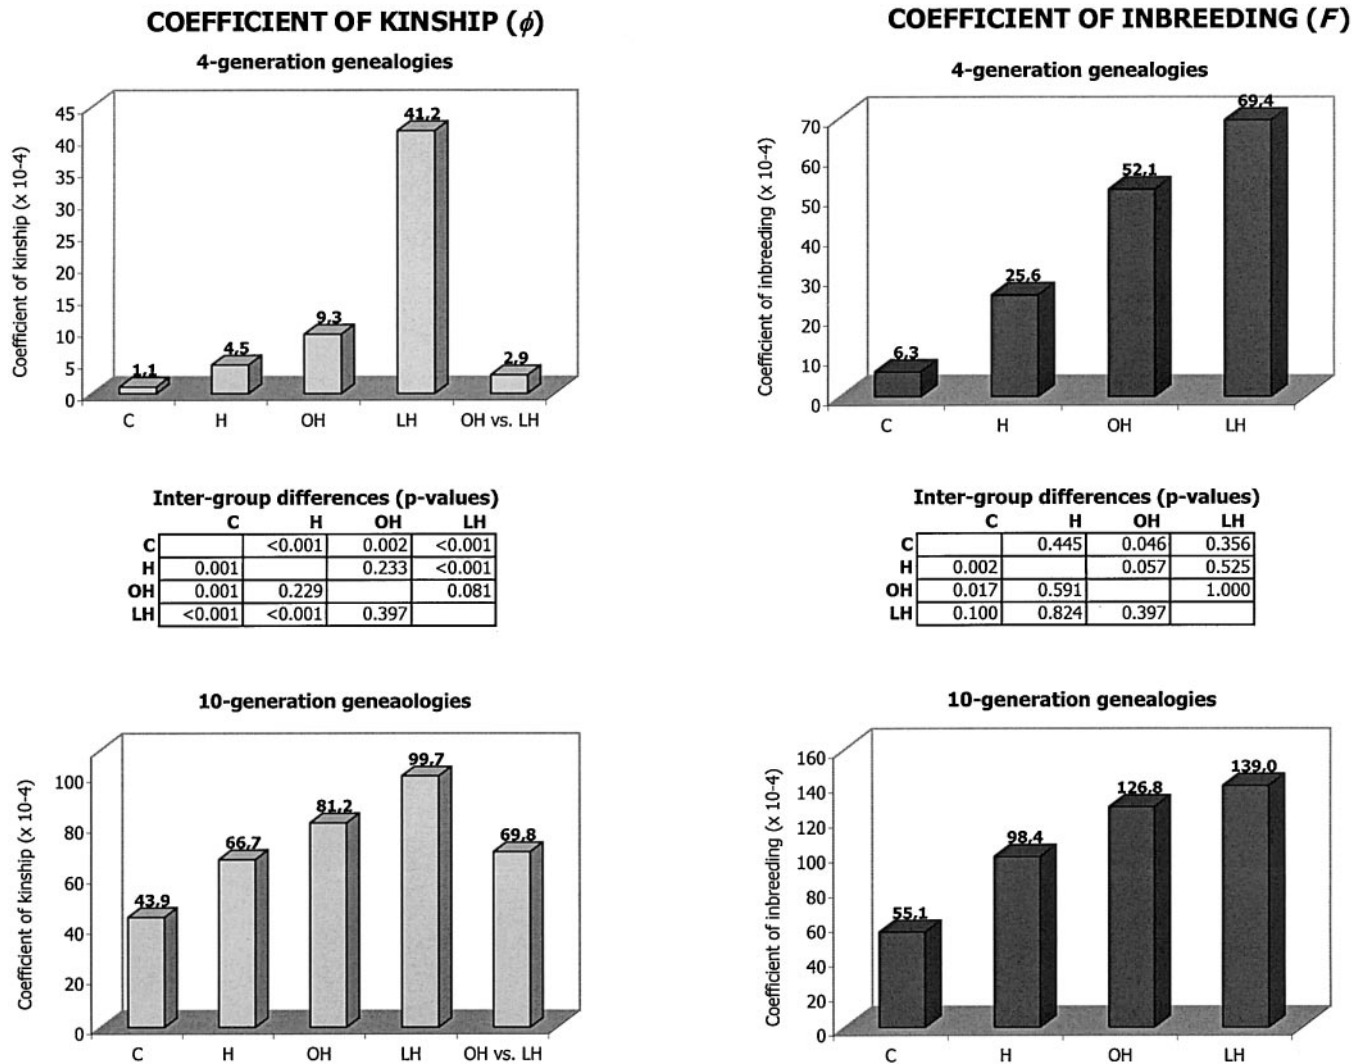 COEFFICIENT OF KINSHIP (ϕ)
4-generation genealogies
Coefficient of kinship (x 10-4)
45
40
35
30
25
20
15
10
5
0
1,1
4,5
9,3
41,2
2,9
C H OH LH OH vs. LH
Inter-group differences (p-values)
C H OH LH
C <0.001 0.002 <0.001
H 0.001 0.233 <0.001
OH 0.001 0.229 0.081
LH <0.001 <0.001 0.397
10-generation geneaologies
Coefficient of kinship (x 10-4)
100
80
60
40
20
0
43,9
66,7
81,2
99,7
69,8
C H OH LH OH vs. LH
COEFFICIENT OF INBREEDING (F)
4-generation genealogies
Coefficient of inbreeding (x 10-4)
70
60
50
40
30
20
10
0
6,3
25,6
52,1
69,4
C H OH LH
Inter-group differences (p-values)
C H OH LH
C 0.445 0.046 0.356
H 0.002 0.057 0.525
OH 0.017 0.591 1.000
LH 0.100 0.824 0.397
10-generation genealogies
Coefficient of inbreeding (x 10-4)
160
140
120
100
80
60
40
20
0
55,1
98,4
126,8
139,0
C H OH LH